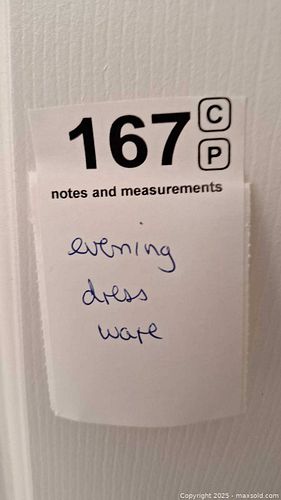 167 C
P
notes and measurements
evening
dress
ware
Copyright 2025 - maxsold.com